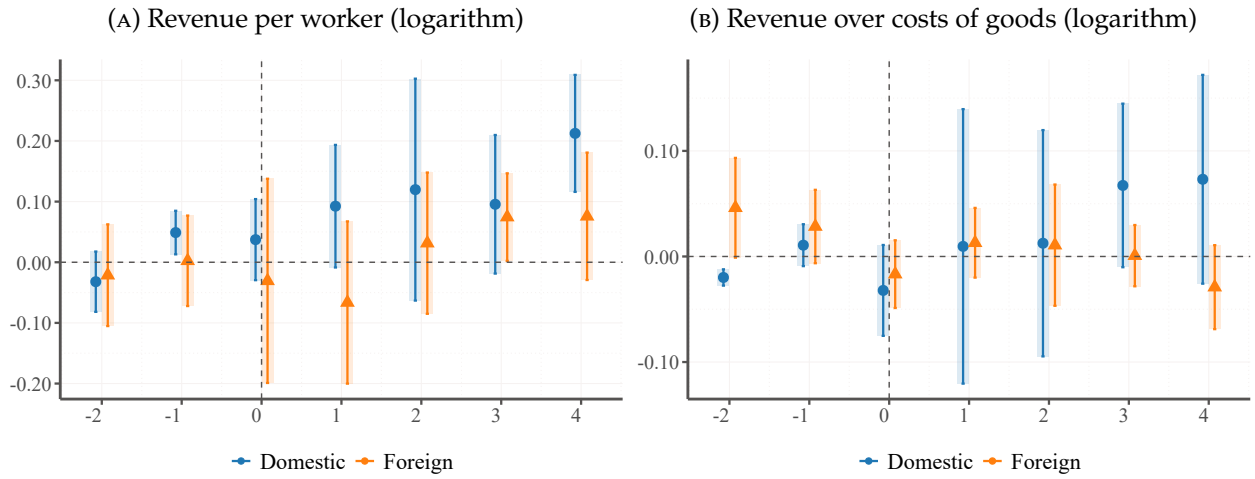 (A) Revenue per worker (logarithm)
0.30
0.20
0.10
0.00
-0.10
-0.20
-2 -1 0 1 2 3 4
Domestic Foreign
(B) Revenue over costs of goods (logarithm)
0.10
0.00
-0.10
-2 -1 0 1 2 3 4
Domestic Foreign